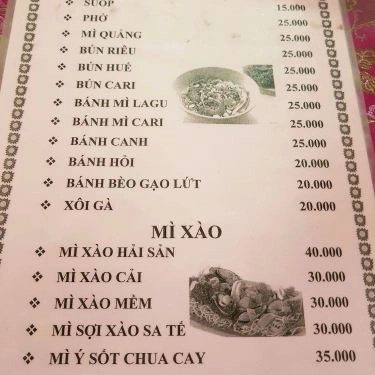 SUÓP 15.000
PHỞ 25.000
MÌ QUẢNG 25.000
BÚN RIÊU 25.000
BÚN HUẾ 25.000
BÚN CARI 25.000
BÁNH MÌ LAGU 25.000
BÁNH MÌ CARI 25.000
BÁNH CANH 25.000
BÁNH HỎI 20.000
BÁNH BÈO GẠO LỨT 20.000
XÔI GÀ 20.000
MÌ XÀO
MÌ XÀO HẢI SẢN 40.000
MÌ XÀO CẢI 30.000
MÌ XÀO MỀM 30.000
MÌ SỢI XÀO SA TẾ 30.000
MÌ Ý SỐT CHUA CAY 35.000